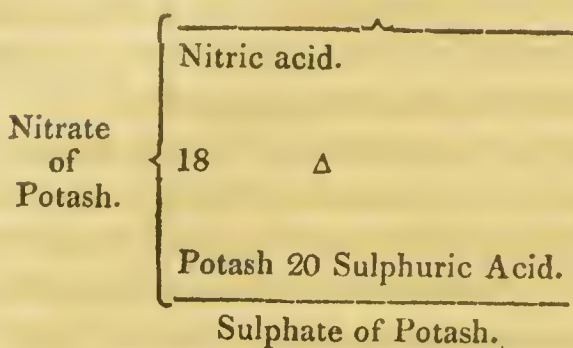 Nitric acid.
Nitrate
of
Potash.
18 Δ
Potash 20 Sulphuric Acid.
Sulphate of Potash.